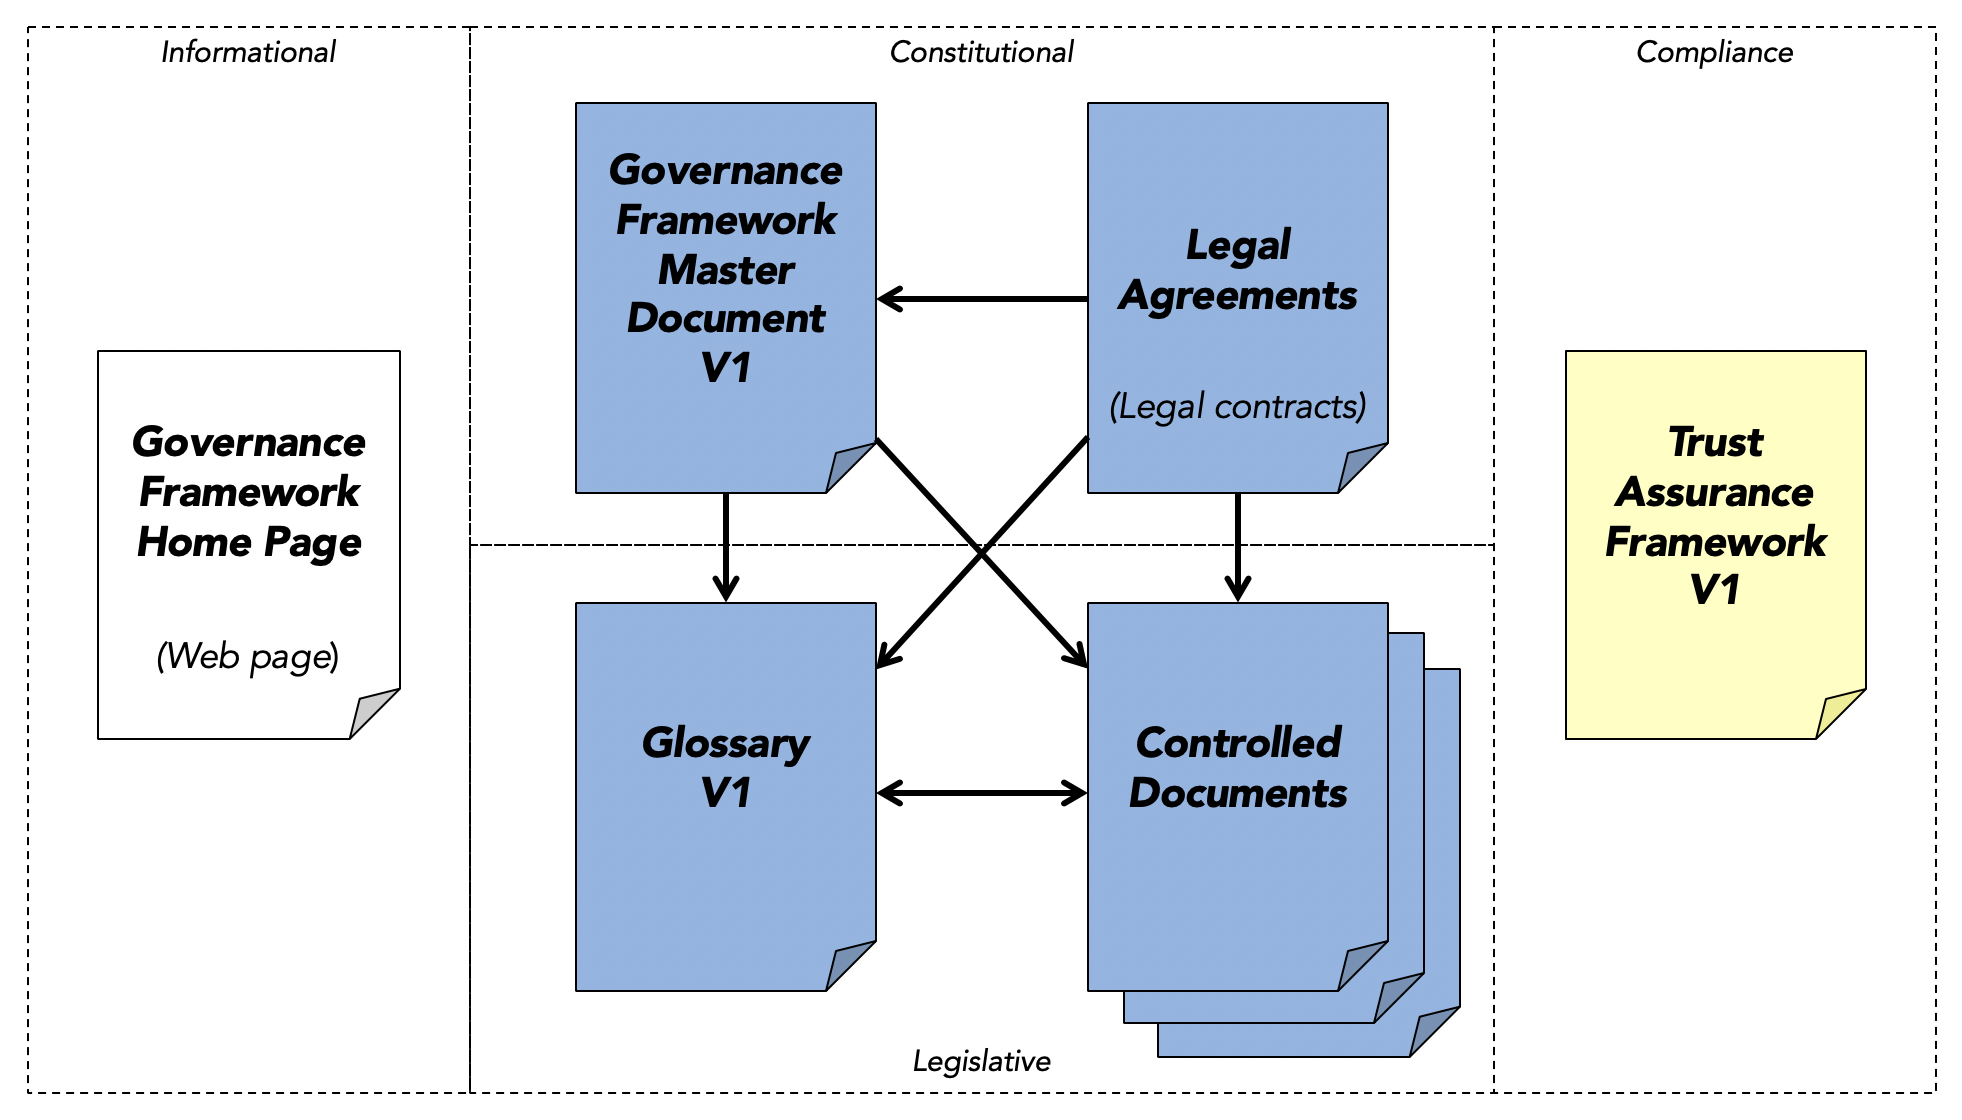 Informational
Constitutional
Compliance
Governance
Framework
Master
Document
V1
Legal
Agreements
(Legal contracts)
Governance
Framework
Home Page
(Web page)
Trust
Assurance
Framework
V1
Glossary
V1
Controlled
Documents
Legislative